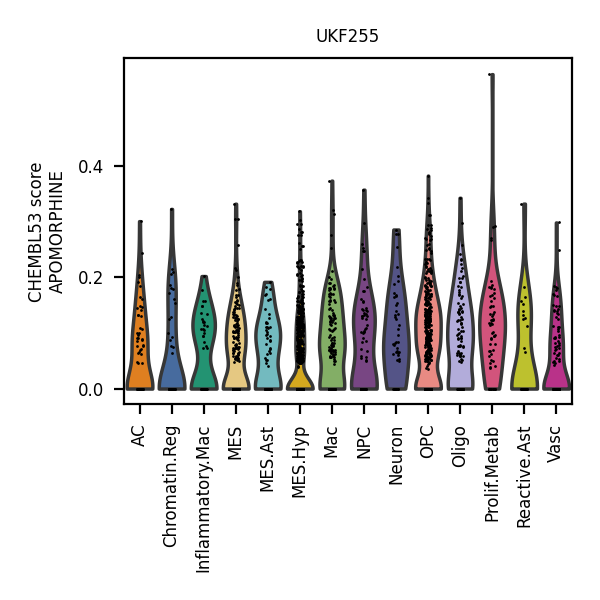 UKF255
CHEMBL53 score
APOMORPHINE
0.4
0.2
0.0
AC
Chromatin.Reg
Inflammatory.Mac
MES
MES.Ast
MES.Hyp
Mac
NPC
Neuron
OPC
Oligo
Prolif.Metab
Reactive.Ast
Vasc